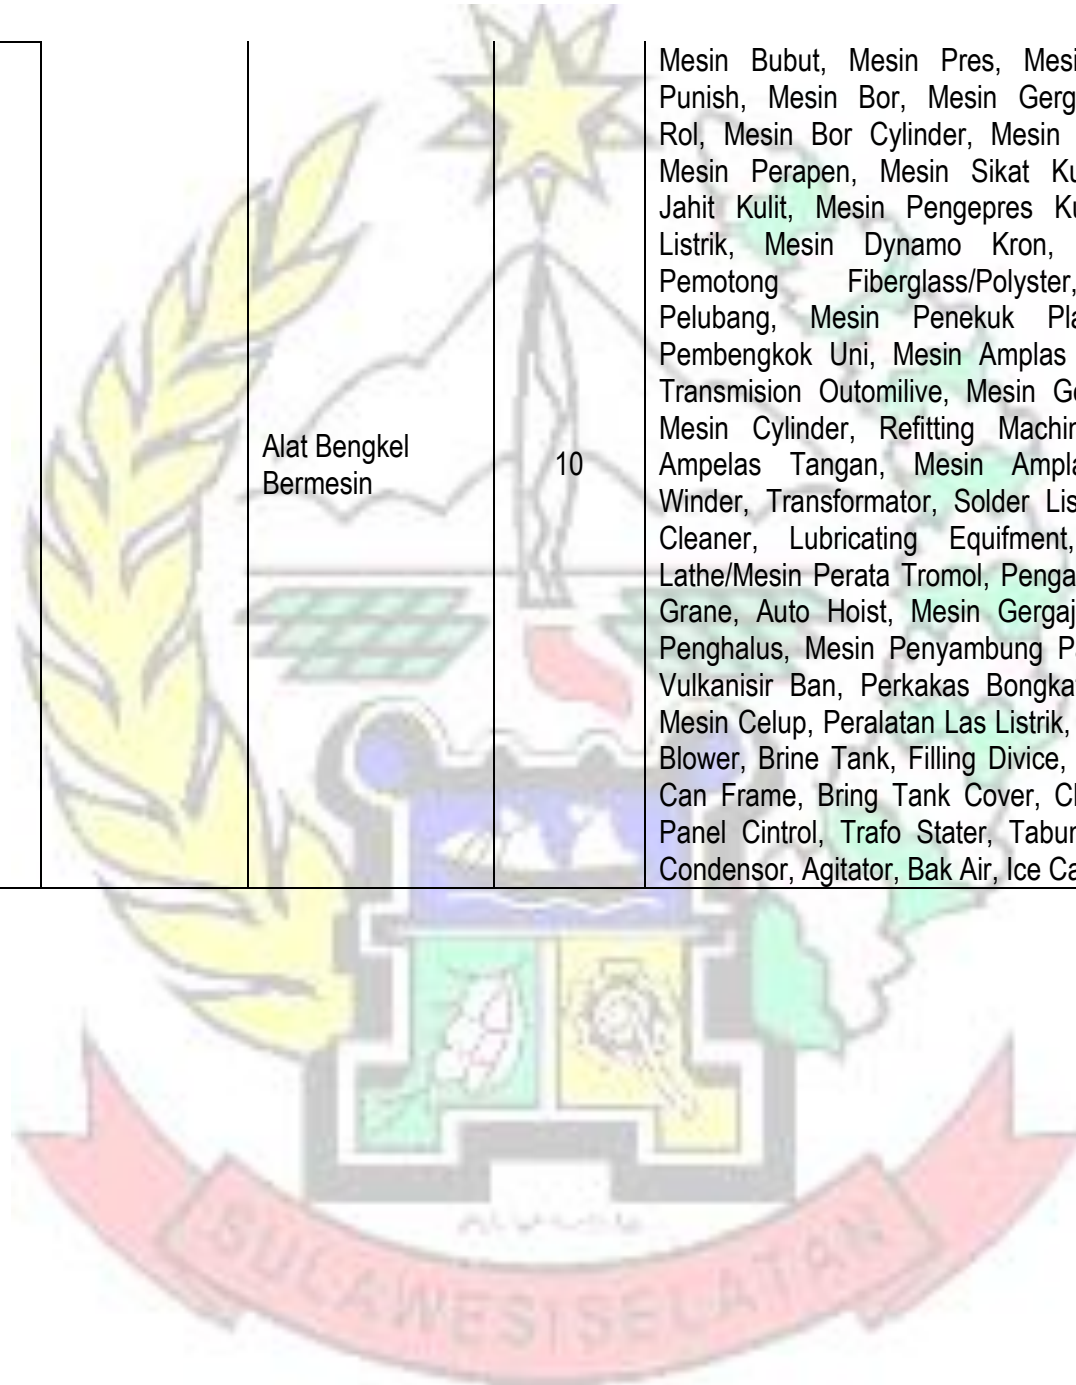 Mesin Bubut, Mesin Pres, Mesi
Punish, Mesin Bor, Mesin Gerg
Rol, Mesin Bor Cylinder, Mesin
Mesin Perapen, Mesin Sikat Ku
Jahit Kulit, Mesin Pengepres Ku
Listrik, Mesin Dynamo Kron,
Pemotong Fiberglass/Polyster,
Pelubang, Mesin Penekuk Pla
Pembengkok Uni, Mesin Amplas
Transmision Outomilive, Mesin Ge
Mesin Cylinder, Refitting Machin
Alat Bengkel
Bermesin
10
Ampelas Tangan, Mesin Ampla
Winder, Transformator, Solder Lis
Cleaner, Lubricating Equifment,
Lathe/Mesin Perata Tromol, Penga
Grane, Auto Hoist, Mesin Gergaj
Penghalus, Mesin Penyambung Pa
Vulkanisir Ban, Perkakas Bongka
Mesin Celup, Peralatan Las Listrik,
Blower, Brine Tank, Filling Divice,
Can Frame, Bring Tank Cover, Cl
Panel Cintrol, Trafo Stater, Tabun
Condensor, Agitator, Bak Air, Ice Ca
SULAWESI SELATAN